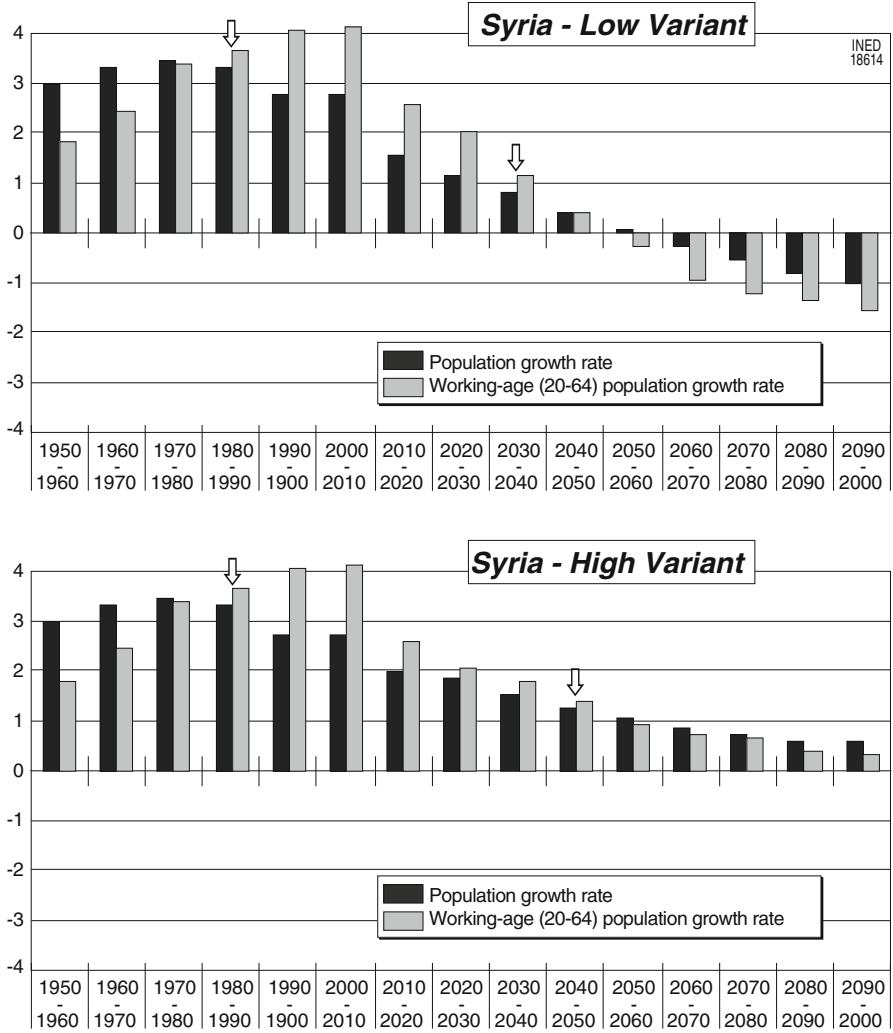 Syria - Low Variant
INED
18614
4
3
2
1
0
-1
-2
-3
-4
Population growth rate
Working-age (20-64) population growth rate
1950 1960 1970 1980 1990 2000 2010 2020 2030 2040 2050 2060 2070 2080 2090
- - - - - - - - - - - - - - -
1960 1970 1980 1990 1900 2010 2020 2030 2040 2050 2060 2070 2080 2090 2000
Syria - High Variant
4
3
2
1
0
-1
-2
-3
-4
Population growth rate
Working-age (20-64) population growth rate
1950 1960 1970 1980 1990 2000 2010 2020 2030 2040 2050 2060 2070 2080 2090
- - - - - - - - - - - - - - -
1960 1970 1980 1990 1900 2010 2020 2030 2040 2050 2060 2070 2080 2090 2000